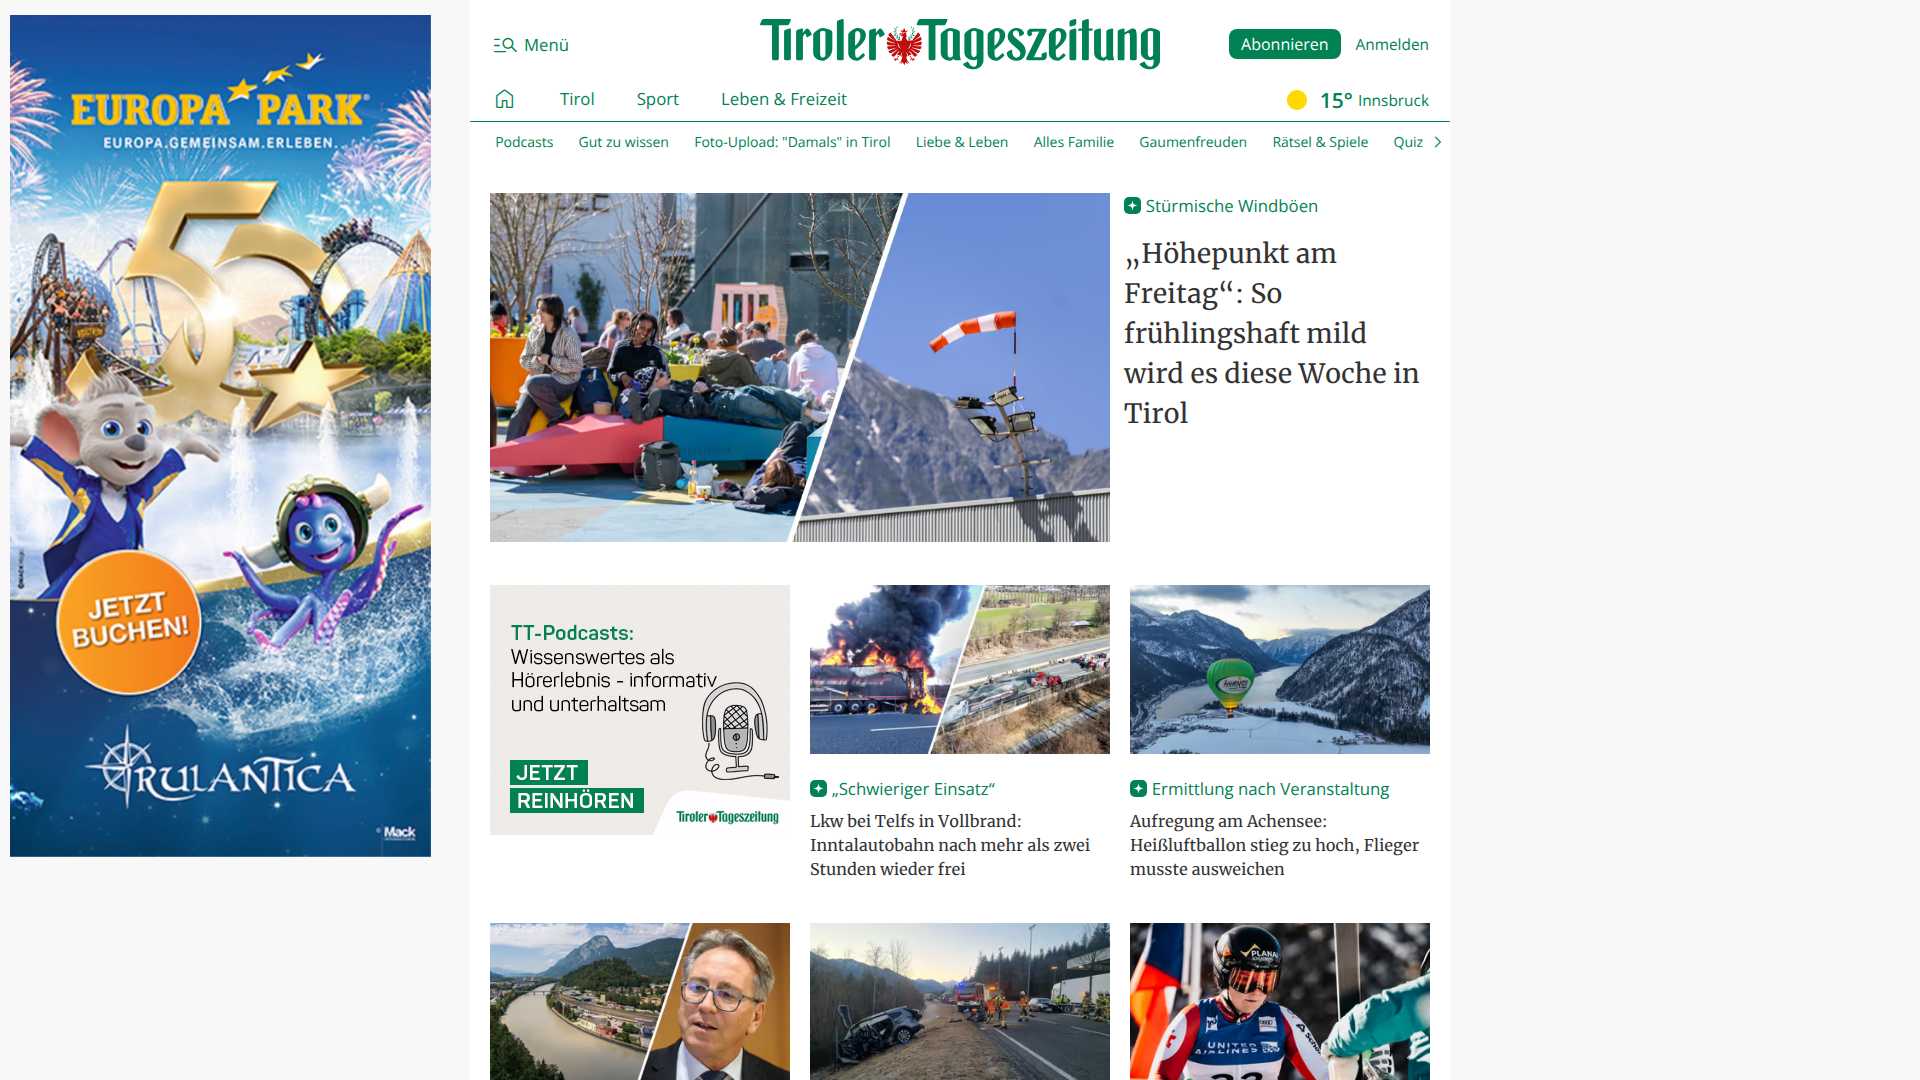 EUROPA PARK
EUROPA.GEMEINSAM.ERLEBEN.
50
JETZT
BUCHEN!
RULANTICA
Mack
Menü
Tiroler Tageszeitung
Abonnieren
Anmelden
Tirol
Sport
Leben & Freizeit
15° Innsbruck
Podcasts
Gut zu wissen
Foto-Upload: "Damals" in Tirol
Liebe & Leben
Alles Familie
Gaumenfreuden
Rätsel & Spiele
Quiz
Stürmische Windböen
„Höhepunkt am
Freitag“: So
frühlingshaft mild
wird es diese Woche in
Tirol
TT-Podcasts:
Wissenswertes als
Hörerlebnis - informativ
und unterhaltsam
JETZT
REINHÖREN
Tiroler Tageszeitung
„Schwieriger Einsatz“
Lkw bei Telfs in Vollbrand:
Inntalautobahn nach mehr als zwei
Stunden wieder frei
Ermittlung nach Veranstaltung
Aufregung am Achensee:
Heißluftballon stieg zu hoch, Flieger
musste ausweichen
PLANAI
UNITED
AIRLINES